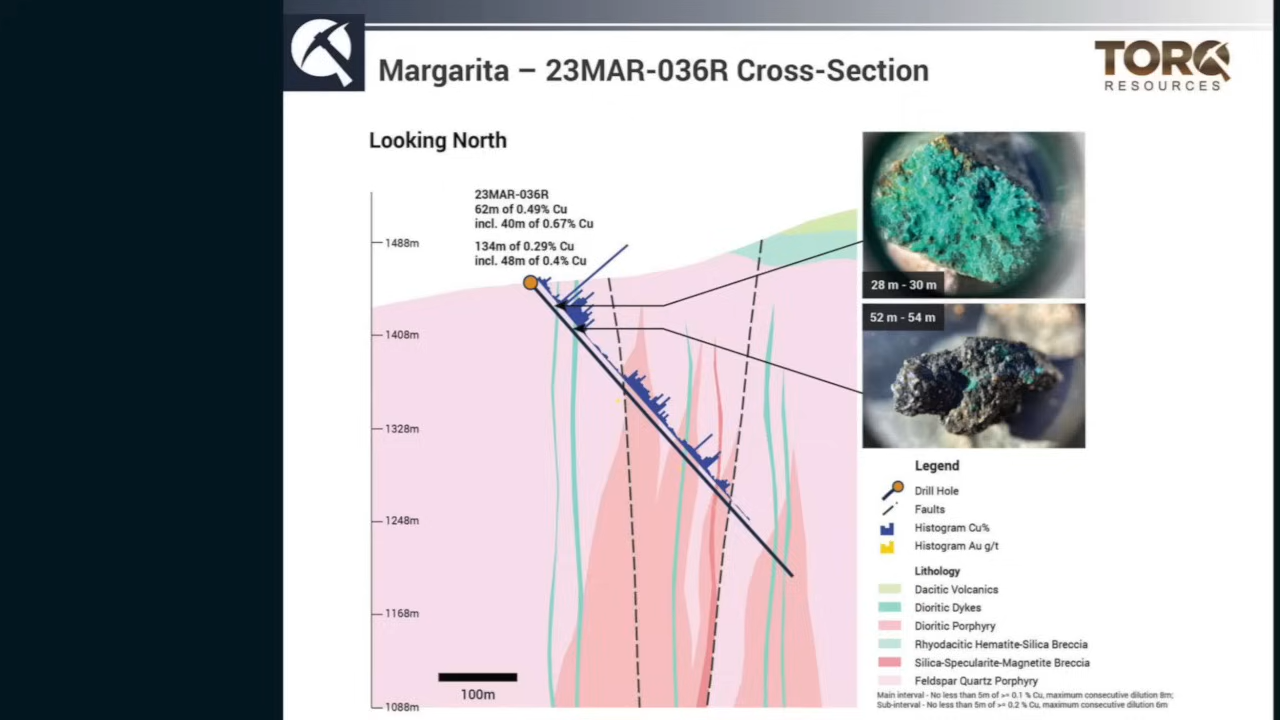 Margarita – 23MAR-036R Cross-Section
TORQ
RESOURCES
Looking North
23MAR-036R
62m of 0.49% Cu
incl. 40m of 0.67% Cu
134m of 0.29% Cu
incl. 48m of 0.4% Cu
1488m
1408m
1328m
1248m
1168m
1088m
100m
28 m - 30 m
52 m - 54 m
Legend
Drill Hole
Faults
Histogram Cu%
Histogram Au g/t
Lithology
Dacitic Volcanics
Dioritic Dykes
Dioritic Porphyry
Rhyodacitic Hematite-Silica Breccia
Silica-Specularite-Magnetite Breccia
Feldspar Quartz Porphyry
Main interval - No less than 5m of >= 0.1 % Cu, maximum consecutive dilution 8m;
Sub-interval - No less than 5m of >= 0.2 % Cu, maximum consecutive dilution 6m